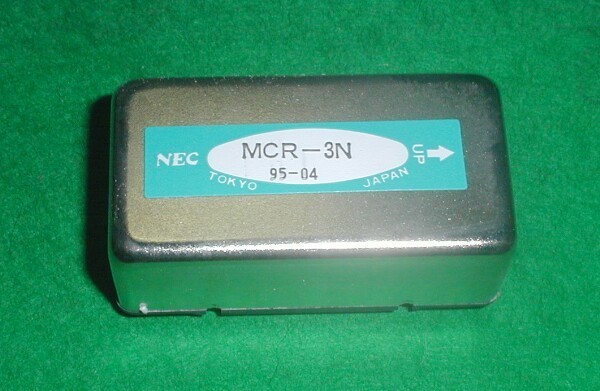 NEC
MCR-3N
95-04
TOKYO JAPAN
UP →